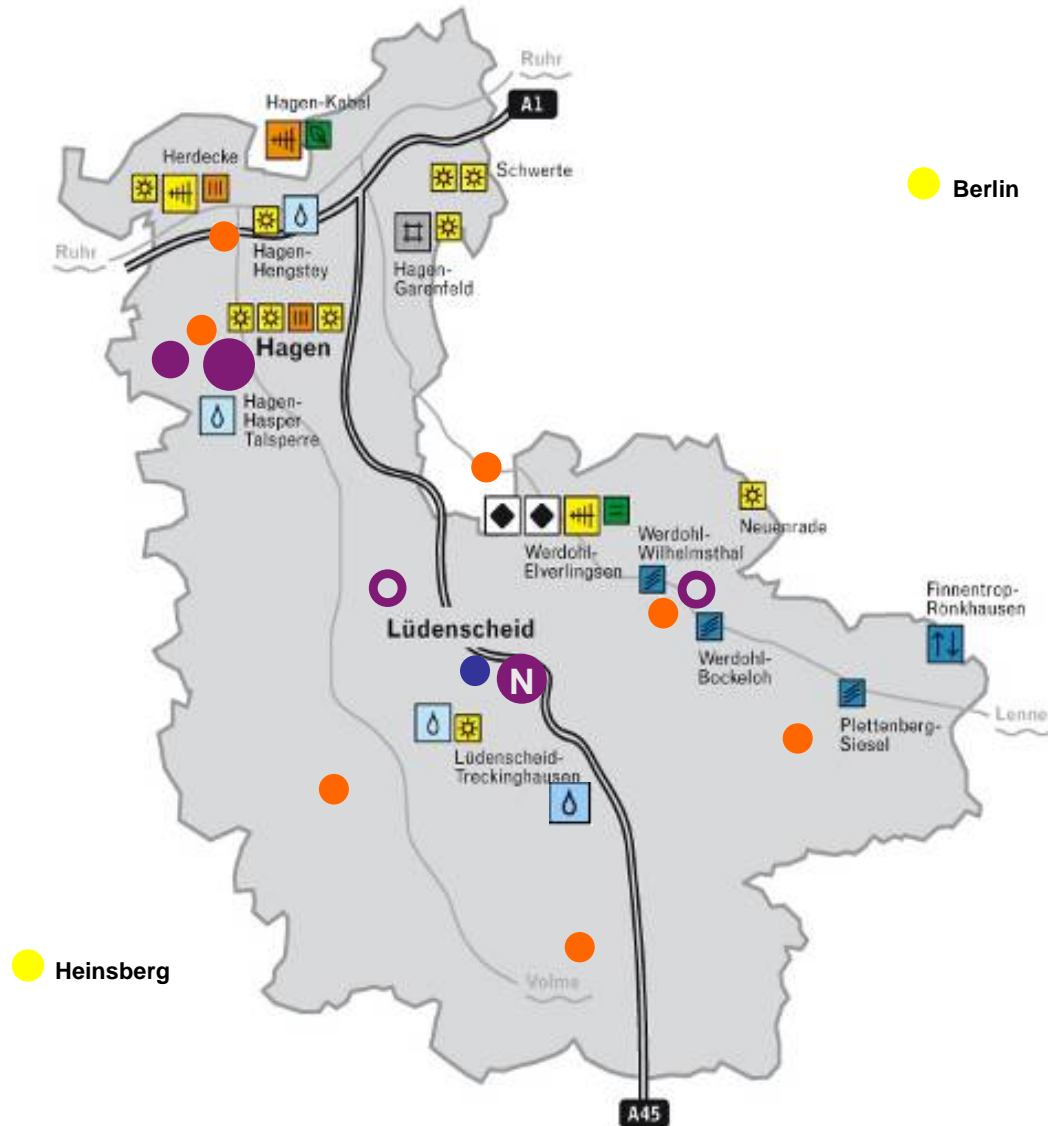 Ruhr
A1
Hagen-Kabel
Herdecke
Schwerte
Berlin
Ruhr
Hagen-
Hengstey
Hagen-
Garenfeld
Hagen
Hagen-
Hasper
Talsperre
Neuenrade
Werdohl-
Wilhelmsthal
Werdohl-
Elverlingsen
Finnentrop-
Rönkhausen
Lüdenscheid
Werdohl-
Bockeloh
N
Lenne
Plettenberg-
Siesel
Lüdenscheid-
Treckinghausen
Heinsberg
Volme
A45